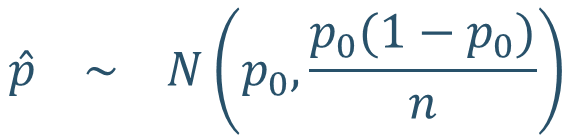 p̂ ~ N(p₀, p₀(1 − p₀)/n)